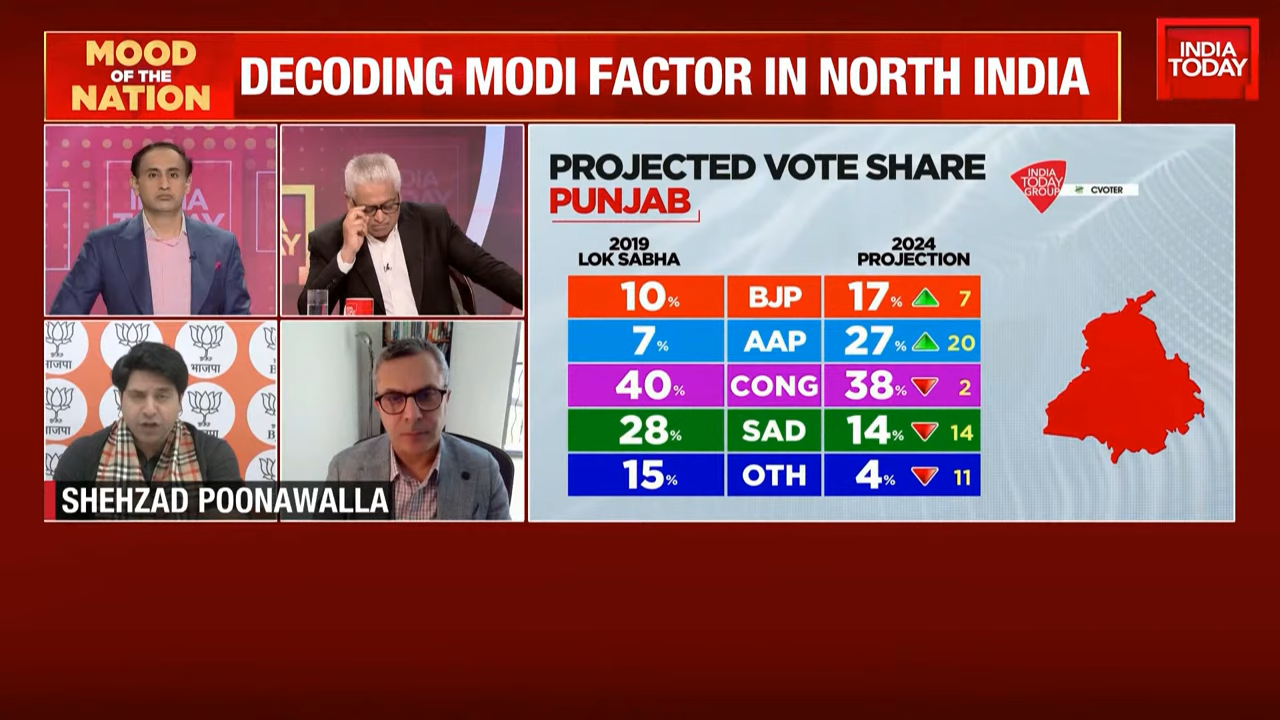 MOOD
OF THE
NATION
DECODING MODI FACTOR IN NORTH INDIA
INDIA
TODAY
PROJECTED VOTE SHARE
PUNJAB
INDIA
TODAY
GROUP
CVOTER
2019
LOK SABHA
2024
PROJECTION
10% BJP 17% 7
7% AAP 27% 20
40% CONG 38% 2
28% SAD 14% 14
15% OTH 4% 11
भाजपा
SHEHZAD POONAWALLA